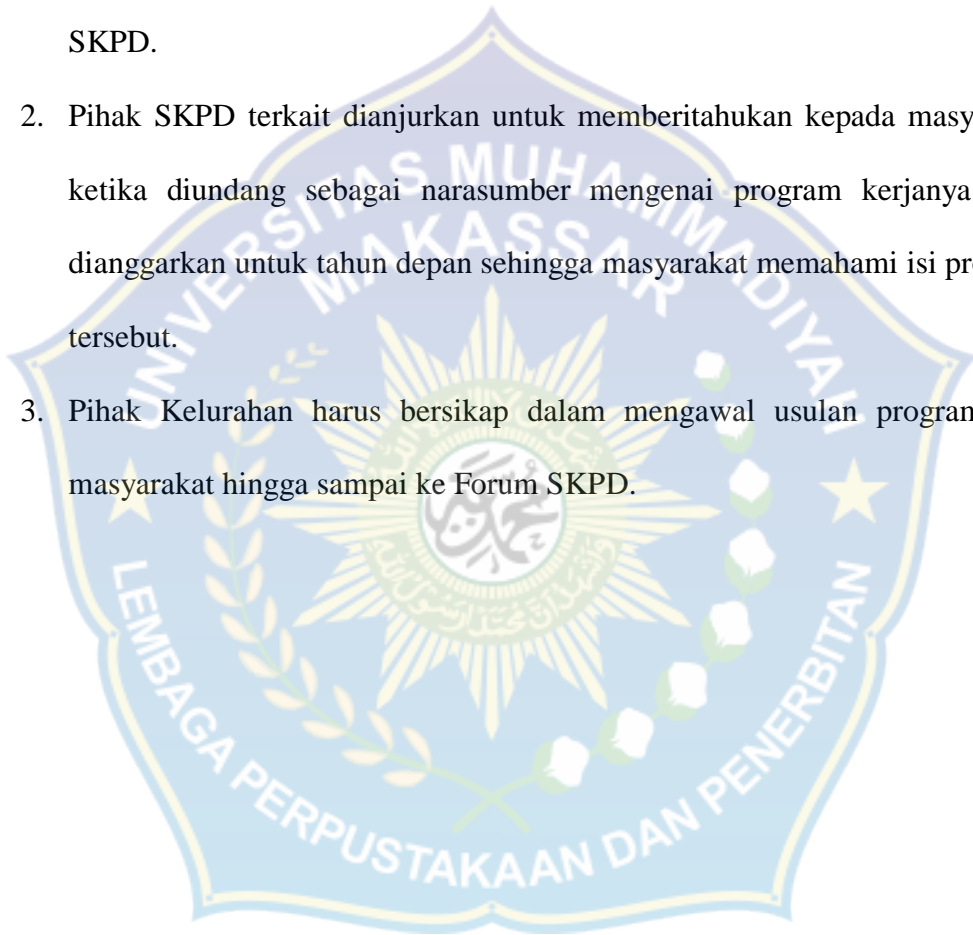 SKPD.
2. Pihak SKPD terkait dianjurkan untuk memberitahukan kepada masy
ketika diundang sebagai narasumber mengenai program kerjanya
dianggarkan untuk tahun depan sehingga masyarakat memahami isi pr
tersebut.
3. Pihak Kelurahan harus bersikap dalam mengawal usulan program
masyarakat hingga sampai ke Forum SKPD.
UNIVERSITAS MUHAMMADIYAH
MAKASSAR
LEMBAGA PERPUSTAKAAN DAN PENERBITAN